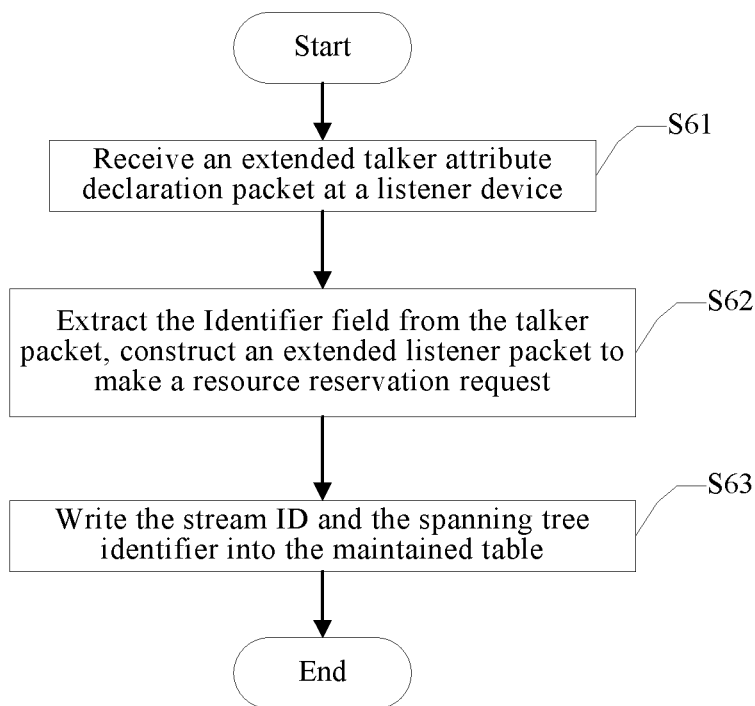 Start
S61
Receive an extended talker attribute
declaration packet at a listener device
S62
Extract the Identifier field from the talker
packet, construct an extended listener packet to
make a resource reservation request
S63
Write the stream ID and the spanning tree
identifier into the maintained table
End